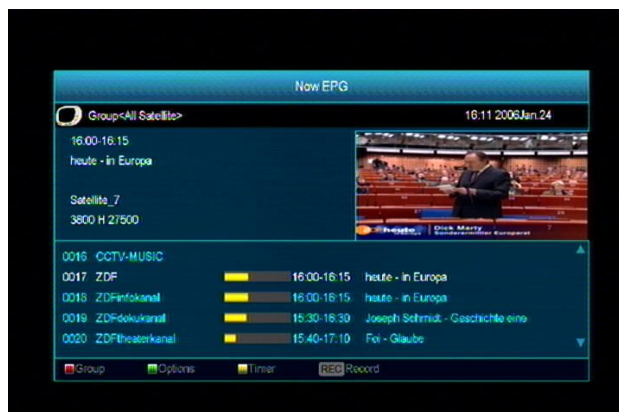 Now EPG
Group<All Satellite>
16:11 2006Jan.24
16:00-16:15
heute - in Europa
Satellite_7
3800 H 27500
heute
Dick Marty
Sonderermittler Europarat
0016 CCTV-MUSIC
0017 ZDF 16:00-16:15 heute - in Europa
0018 ZDFinfokanal 16:00-16:15 heute - in Europa
0019 ZDFdokukanal 15:30-16:30 Joseph Schmidt - Geschichte eine
0020 ZDFtheaterkanal 15:40-17:10 - Glaube
Group Options Timer REC Record